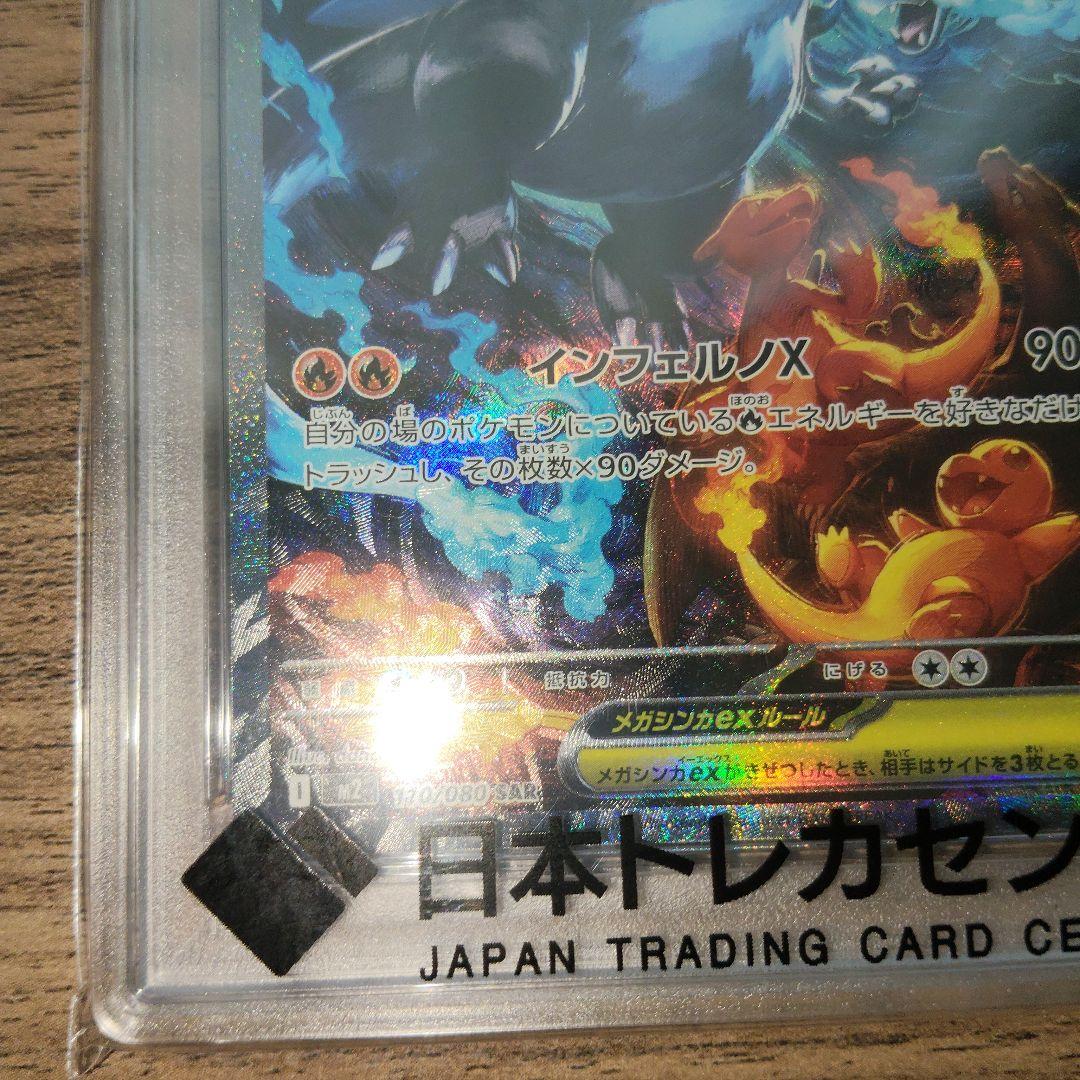 インフェルノX 90
自分の場のポケモンについている エネルギーを好きなだけ
トラッシュし、その枚数×90ダメージ。
抵抗力 にげる
メガシンカexルール
メガシンカexがきぜつしたとき、相手はサイドを3枚とる
110/080 SAR
日本トレカセン
JAPAN TRADING CARD CE